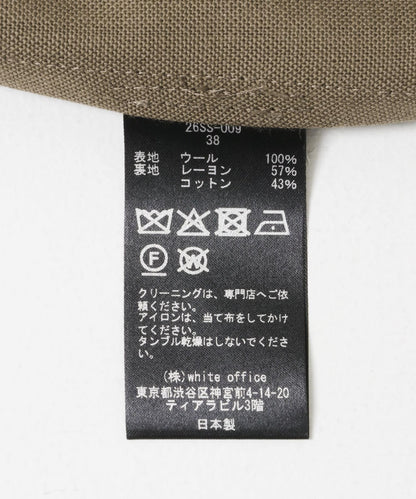 26SS-009
38
表地 ウール 100%
裏地 レーヨン 57%
コットン 43%
F W
クリーニングは、専門店へご依
頼ください。
アイロンは、当て布をしてかけ
てください。
タンブル乾燥はしないでくださ
い。
(株)white office
東京都渋谷区神宮前4-14-20
ティアラビル3階
日本製